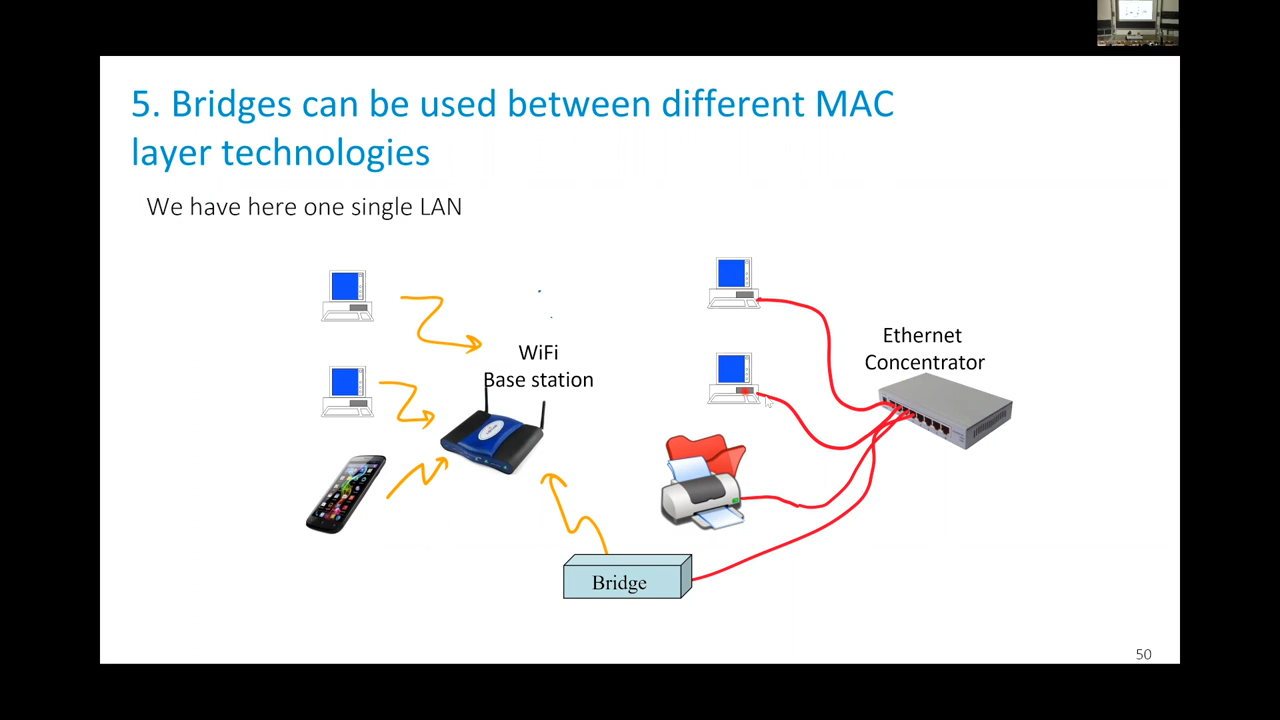 5. Bridges can be used between different MAC
layer technologies
We have here one single LAN
WiFi
Base station
Ethernet
Concentrator
Bridge
50